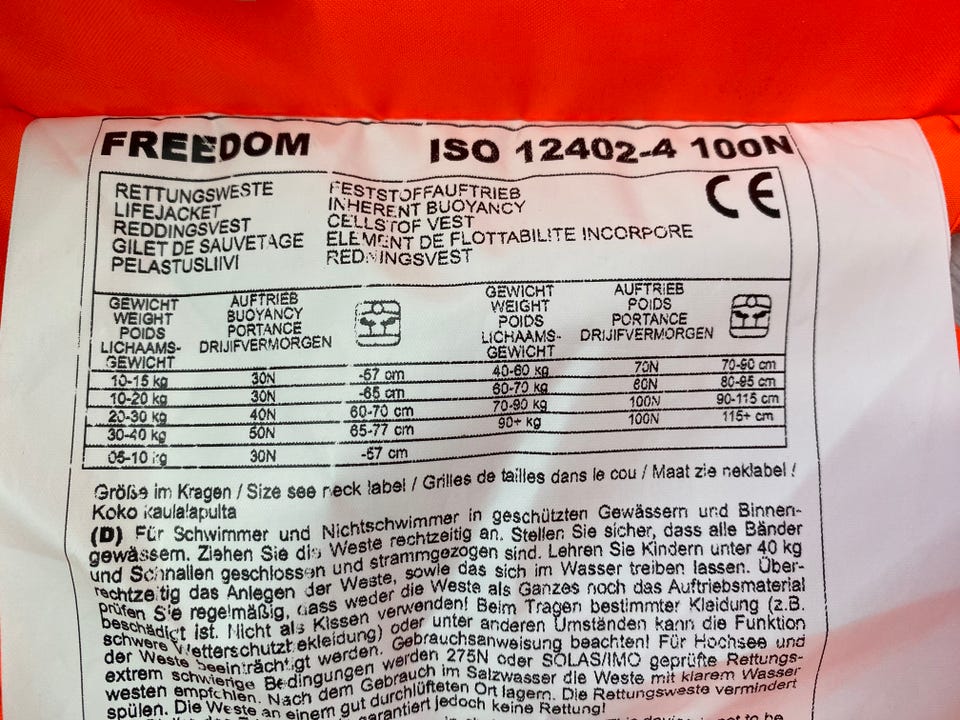 FREEDOM ISO 12402-4 100N
RETTUNGSWESTE FESTSTOFFAUFTRIEB CE
LIFEJACKET INHERENT BUOYANCY
REDDINGSVEST CELLSTOF VEST
GILET DE SAUVETAGE ELEMENT DE FLOTTABILITE INCORPORE
PELASTUSLIIVI REDNINGSVEST
GEWICHT AUFTRIEB GEWICHT AUFTRIEB
WEIGHT BUOYANCY WEIGHT POIDS
POIDS PORTANCE POIDS PORTANCE
LICHAAMS- DRIJFVERMORGEN LICHAAMS- DRIJFVERMORGEN
GEWICHT GEWICHT
10-15 kg 30N -57 cm 40-60 kg 70N 70-90 cm
10-20 kg 30N -65 cm 60-70 kg 80N 80-95 cm
20-30 kg 40N 60-70 cm 70-90 kg 100N 90-115 cm
30-40 kg 50N 65-77 cm 90+ kg 100N 115+ cm
05-10 kg 30N -57 cm
Größe im Kragen / Size see neck label / Grilles de tailles dans le cou / Maat zie neklabel /
Koko kaulalapulta
(D) Für Schwimmer und Nichtschwimmer in geschützten Gewässern und Binnen-
gewässern. Ziehen Sie die Weste rechtzeitig an. Stellen Sie sicher, dass alle Bänder
und Schnallen geschlossen und strammgezogen sind. Lehren Sie Kindern unter 40 kg
rechtzeitig das Anlegen der Weste, sowie das sich im Wasser treiben lassen. Über-
prüfen Sie regelmäßig, dass weder die Weste als Ganzes noch das Auftriebsmaterial
beschädigt ist. Nicht als Kissen verwenden! Beim Tragen bestimmter Kleidung (z.B.
schwere Wetterschutzbekleidung) oder unter anderen Umständen kann die Funktion
der Weste beeinträchtigt werden. Gebrauchsanweisung beachten! Für Hochsee und
extrem schwierige Bedingungen werden 275N oder SOLAS/IMO geprüfte Rettungs-
westen empfohlen. Nach dem Gebrauch im Salzwasser die Weste mit klarem Wasser
spülen. Die Weste an einem gut durchlüfteten Ort lagern. Die Rettungsweste vermindert
garantiert jedoch keine Rettung!